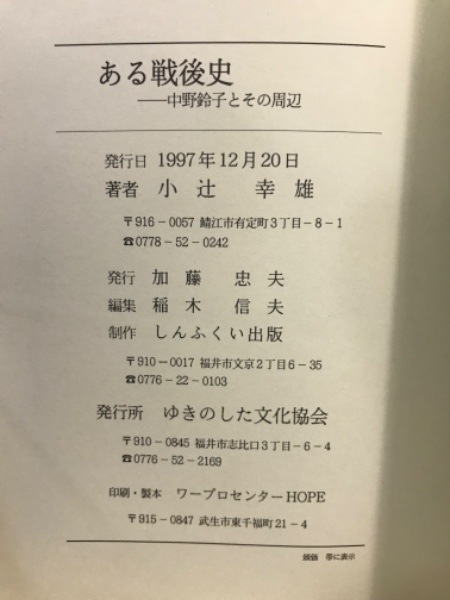 ある戦後史
――中野鈴子とその周辺
発行日 1997年12月20日
著者 小辻 幸雄
〒916－0057 鯖江市有定町3丁目－8－1
☎0778－52－0242
発行 加藤 忠夫
編集 稲木 信夫
制作 しんふくい出版
〒910－0017 福井市文京2丁目6－35
☎0776－22－0103
発行所 ゆきのした文化協会
〒910－0845 福井市志比口3丁目－6－4
☎0776－52－2169
印刷・製本 ワープロセンターHOPE
〒915－0847 武生市東千福町21－4
頒価 帯に表示